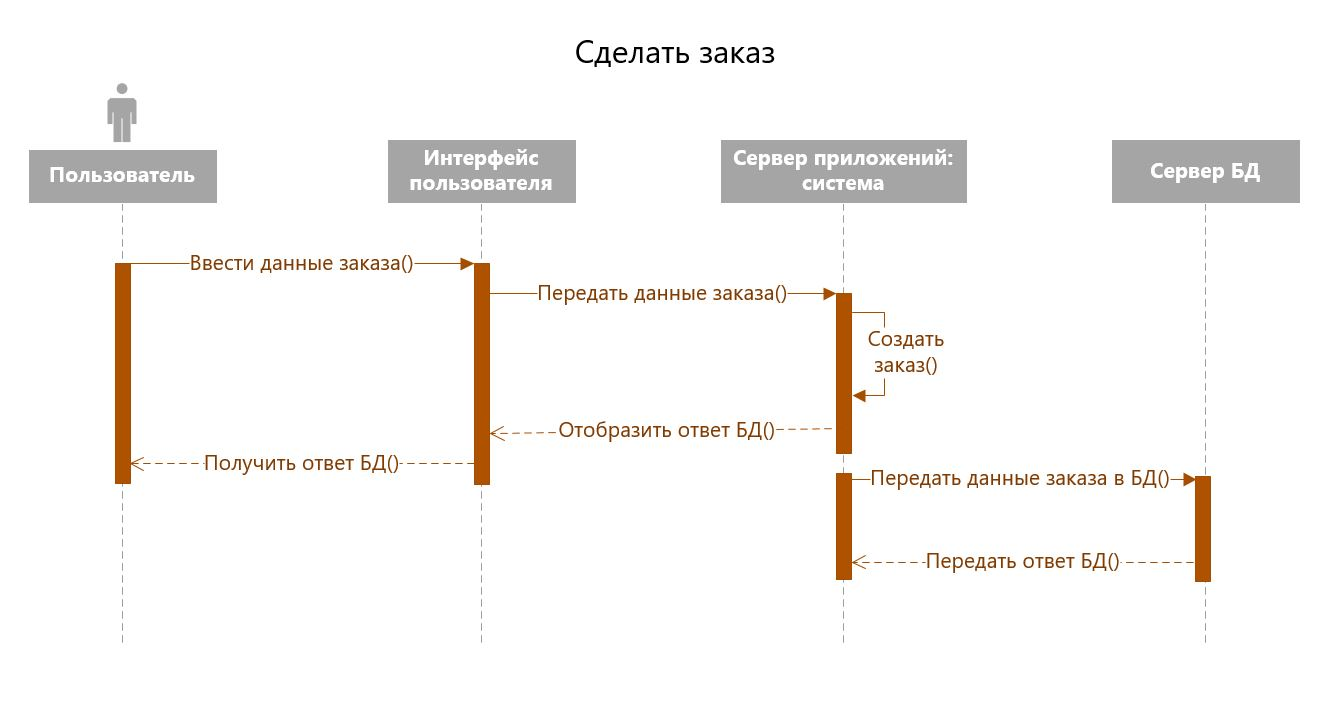 Сделать заказ
Пользователь
Интерфейс
пользователя
Сервер приложений:
система
Сервер БД
Ввести данные заказа()
Передать данные заказа()
Создать
заказ()
Отобразить ответ БД()
Получить ответ БД()
Передать данные заказа в БД()
Передать ответ БД()